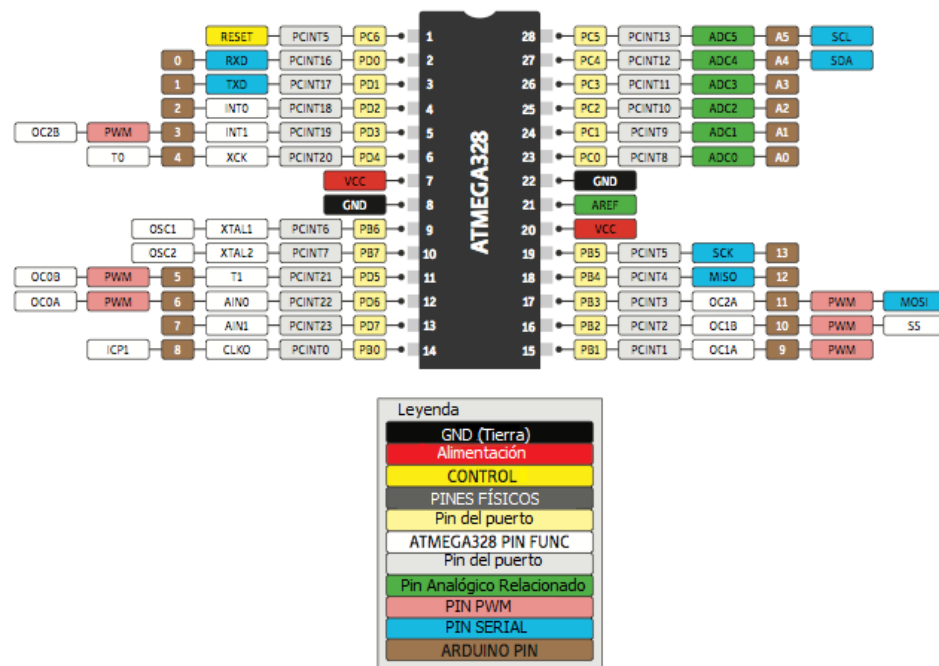 RESET PCINT5 PC6 1 28 PC5 PCINT13 ADC5 A5 SCL
0 RXD PCINT16 PD0 2 27 PC4 PCINT12 ADC4 A4 SDA
1 TXD PCINT17 PD1 3 26 PC3 PCINT11 ADC3 A3
2 INT0 PCINT18 PD2 4 25 PC2 PCINT10 ADC2 A2
OC2B PWM 3 INT1 PCINT19 PD3 5 24 PC1 PCINT9 ADC1 A1
T0 4 XCK PCINT20 PD4 6 23 PC0 PCINT8 ADC0 A0
VCC 7 22 GND
GND 8 21 AREF
OSC1 XTAL1 PCINT6 PB6 9 20 VCC
OSC2 XTAL2 PCINT7 PB7 10 19 PB5 PCINT5 SCK 13
OC0B PWM 5 T1 PCINT21 PD5 11 18 PB4 PCINT4 MISO 12
OC0A PWM 6 AIN0 PCINT22 PD6 12 17 PB3 PCINT3 OC2A 11 PWM MOSI
7 AIN1 PCINT23 PD7 13 16 PB2 PCINT2 OC1B 10 PWM SS
ICP1 8 CLKO PCINT0 PB0 14 15 PB1 PCINT1 OC1A 9 PWM
ATMEGA328
Leyenda
GND (Tierra)
Alimentación
CONTROL
PINES FÍSICOS
Pin del puerto
ATMEGA328 PIN FUNC
Pin del puerto
Pin Analógico Relacionado
PIN PWM
PIN SERIAL
ARDUINO PIN